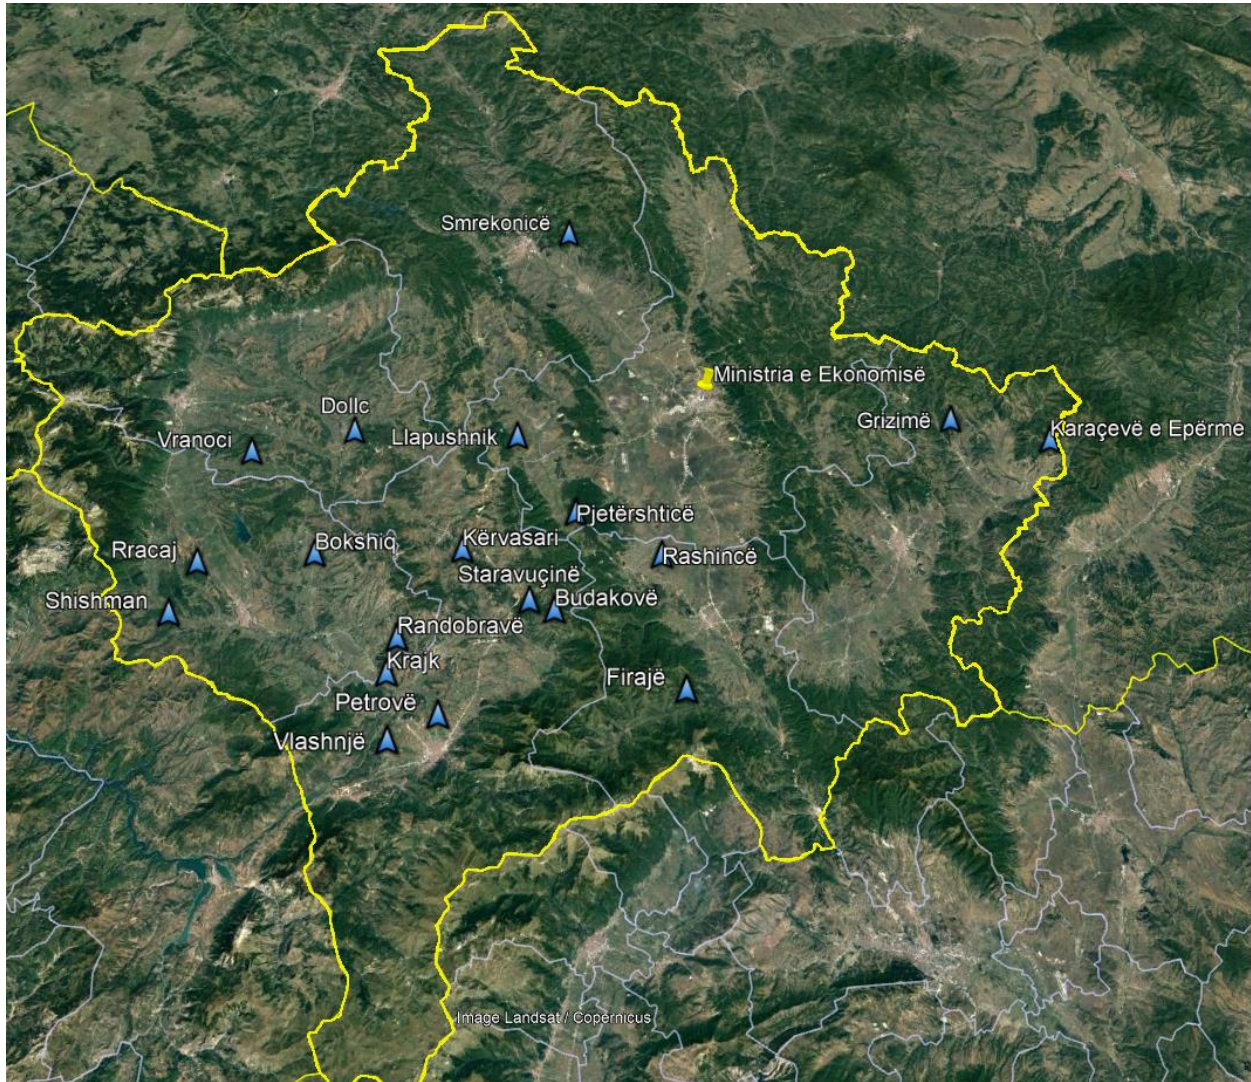 Smrekonicë
Ministria e Ekonomisë
Dollc
Grizimë
Karaçevë e Epërme
Vranoci
Llapushnik
Pjetërshticë
Kërvasari
Bokshiq
Rracaj
Rashincë
Staravuçinë
Budakovë
Shishman
Randobravë
Krajk
Firajë
Petrovë
Vlashnjë
Image Landsat / Copernicus